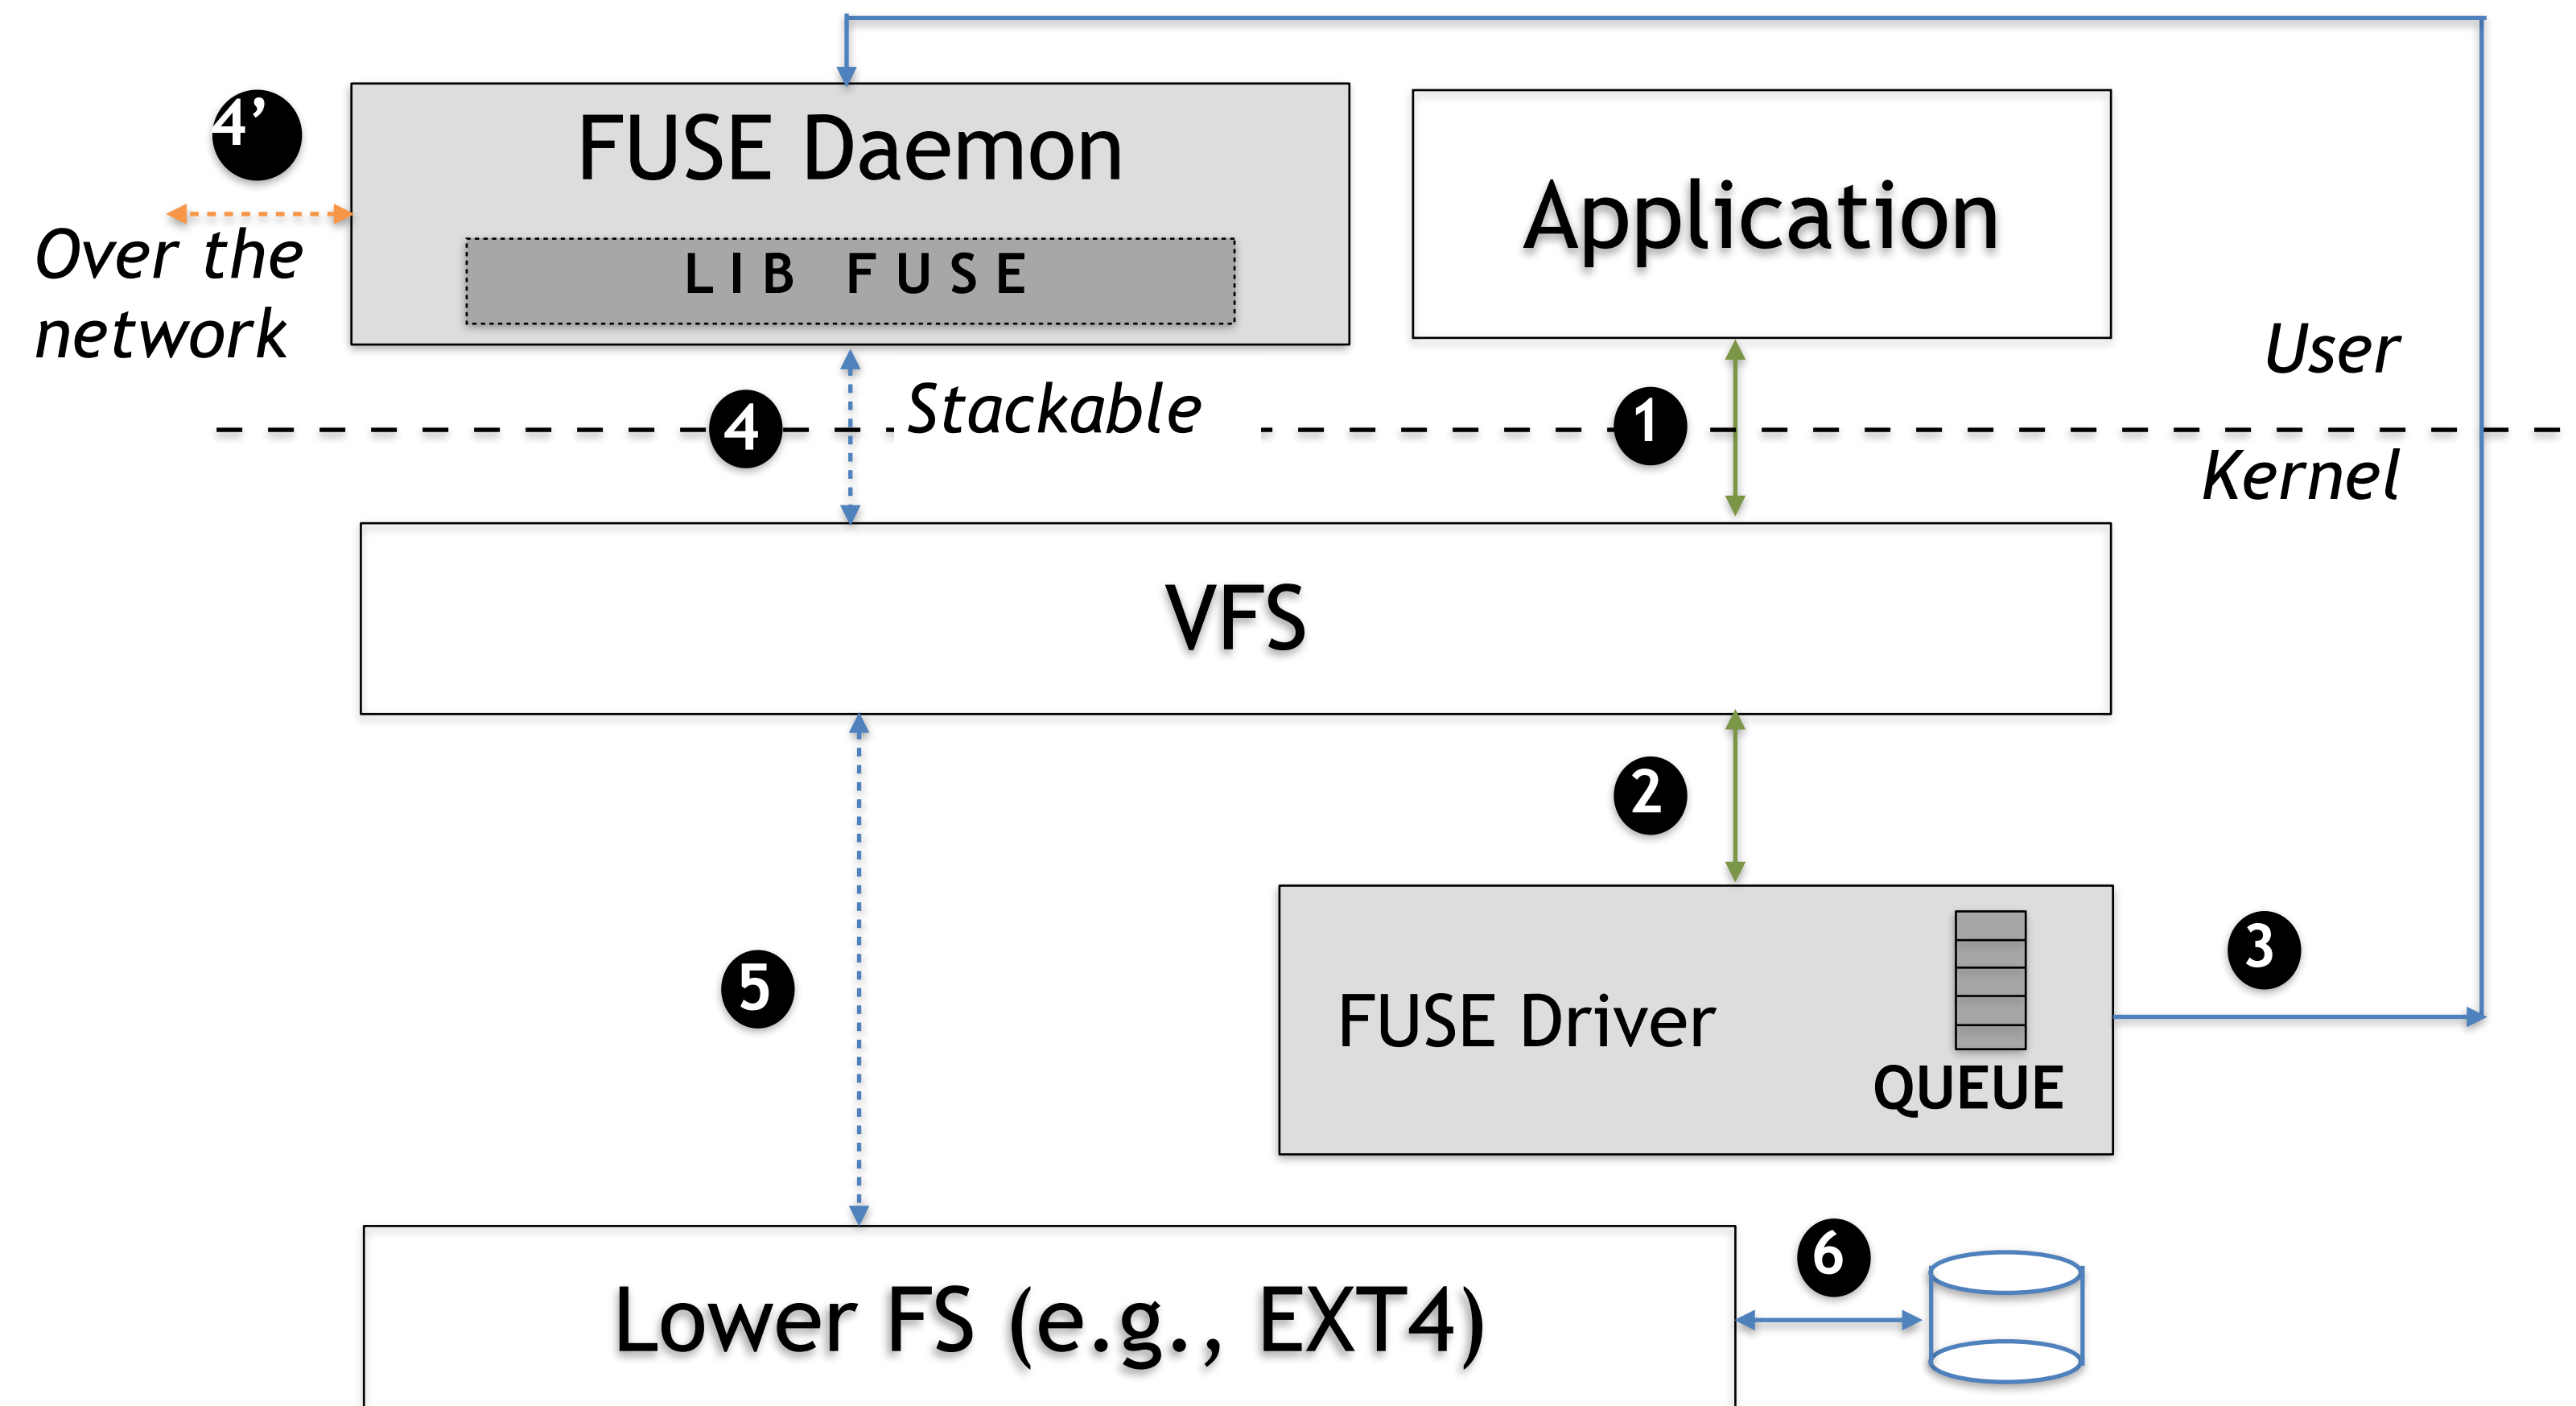 4’
FUSE Daemon
Application
Over the
network
LIB FUSE
User
Stackable
4
1
Kernel
VFS
2
3
5
FUSE Driver
QUEUE
6
Lower FS (e.g., EXT4)